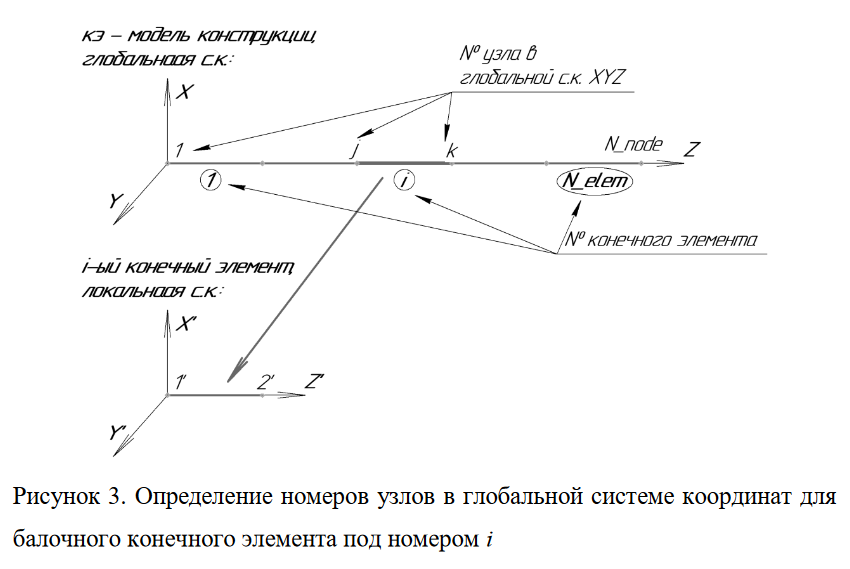 кэ – модель конструкции,
глобальная с.к.:
X
№ узла в
глобальной с.к. XYZ
1
j
k
N_node
Z
Y
1
i
N_elem
№ конечного элемента
i-ый конечный элемент,
локальная с.к.:
X'
1'
2'
Z'
Y'
Рисунок 3. Определение номеров узлов в глобальной системе координат для
балочного конечного элемента под номером i